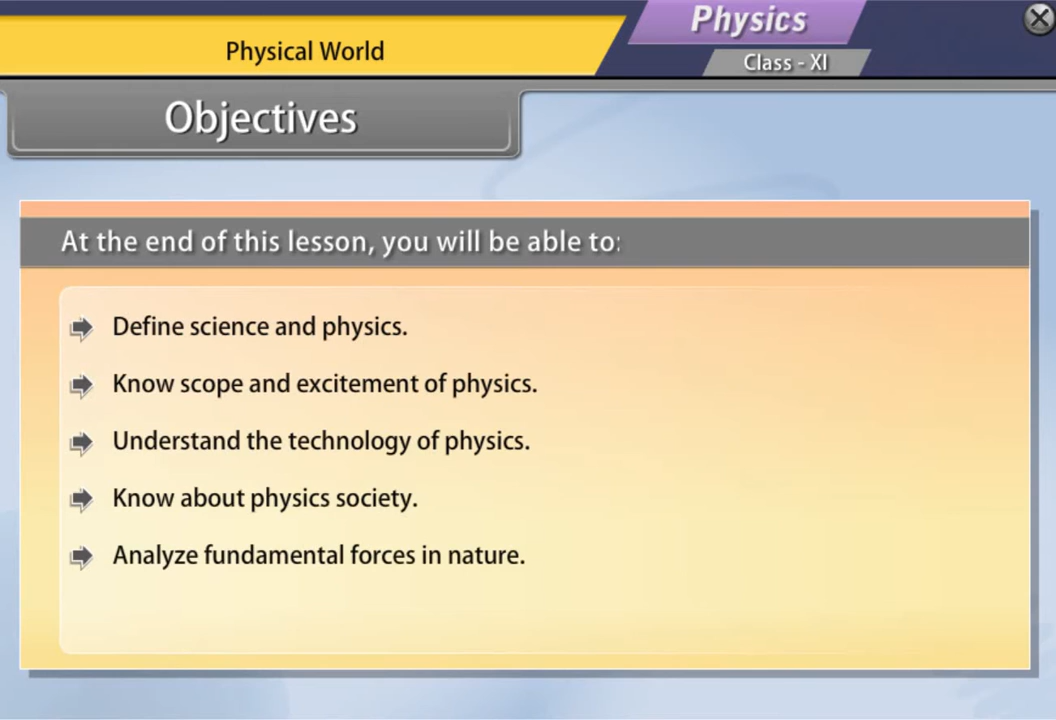 Physics
Physical World
Class - XI
Objectives
At the end of this lesson, you will be able to:
Define science and physics.
Know scope and excitement of physics.
Understand the technology of physics.
Know about physics society.
Analyze fundamental forces in nature.